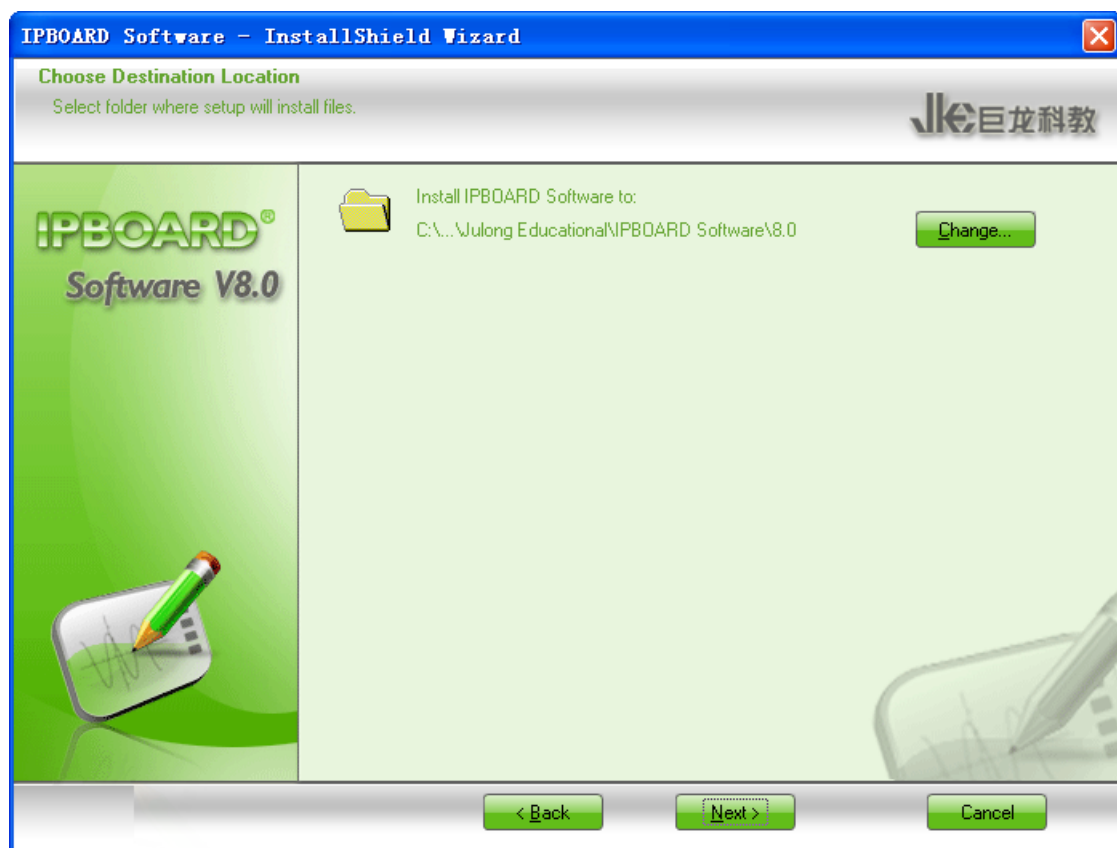 IPBOARD Software - InstallShield Wizard
Choose Destination Location
Select folder where setup will install files.
JLE巨龙科教
IPBOARD®
Software V8.0
Install IPBOARD Software to:
C:\...\Julong Educational\IPBOARD Software\8.0
Change...
< Back
Next >
Cancel